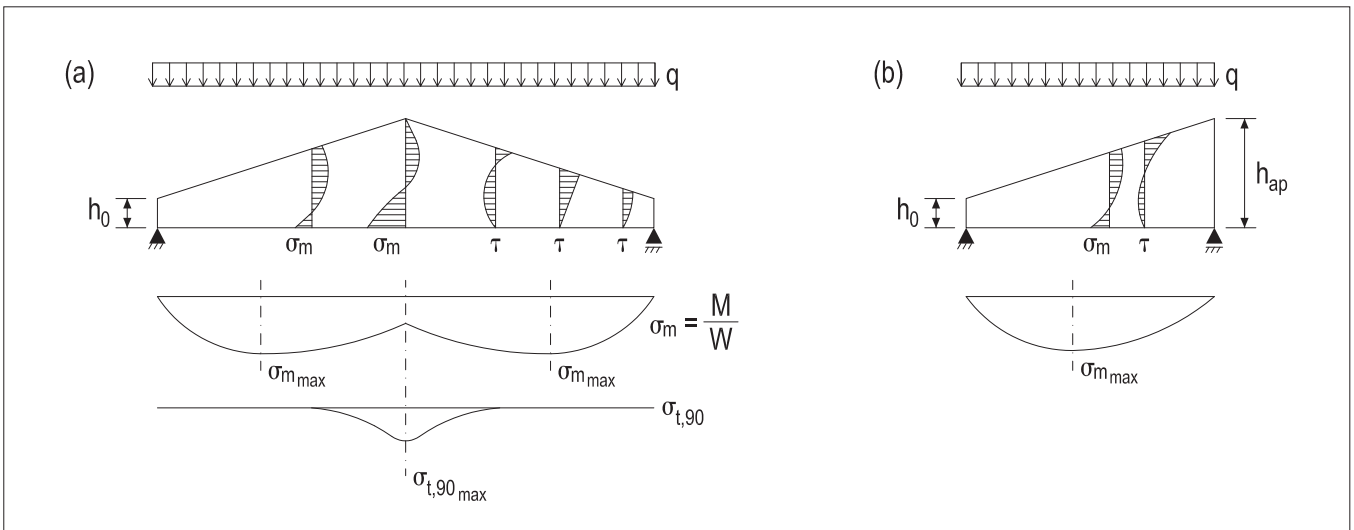 (a)
q
h0
σm
σm
τ
τ
τ
σm = M/W
σm max
σm max
σt,90
σt,90 max
(b)
q
h0
hap
σm
τ
σm max